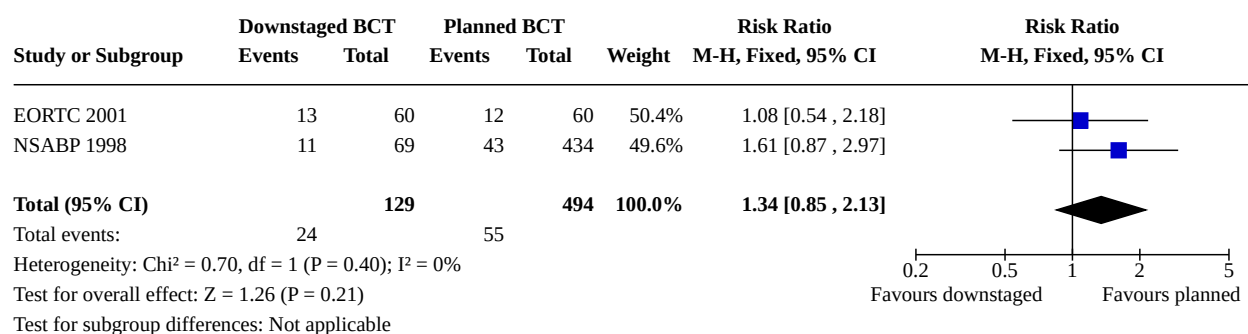 Downstaged BCT Planned BCT Risk Ratio Risk Ratio
Study or Subgroup Events Total Events Total Weight M-H, Fixed, 95% CI M-H, Fixed, 95% CI
EORTC 2001 13 60 12 60 50.4% 1.08 [0.54 , 2.18]
NSABP 1998 11 69 43 434 49.6% 1.61 [0.87 , 2.97]
Total (95% CI) 129 494 100.0% 1.34 [0.85 , 2.13]
Total events: 24 55
Heterogeneity: Chi² = 0.70, df = 1 (P = 0.40); I² = 0%
0.2 0.5 1 2 5
Test for overall effect: Z = 1.26 (P = 0.21)
Favours downstaged Favours planned
Test for subgroup differences: Not applicable